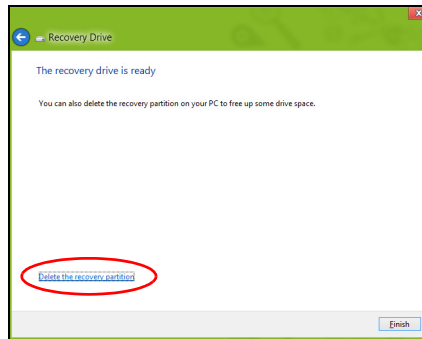 Recovery Drive
The recovery drive is ready
You can also delete the recovery partition on your PC to free up some drive space.
Delete the recovery partition
Finish